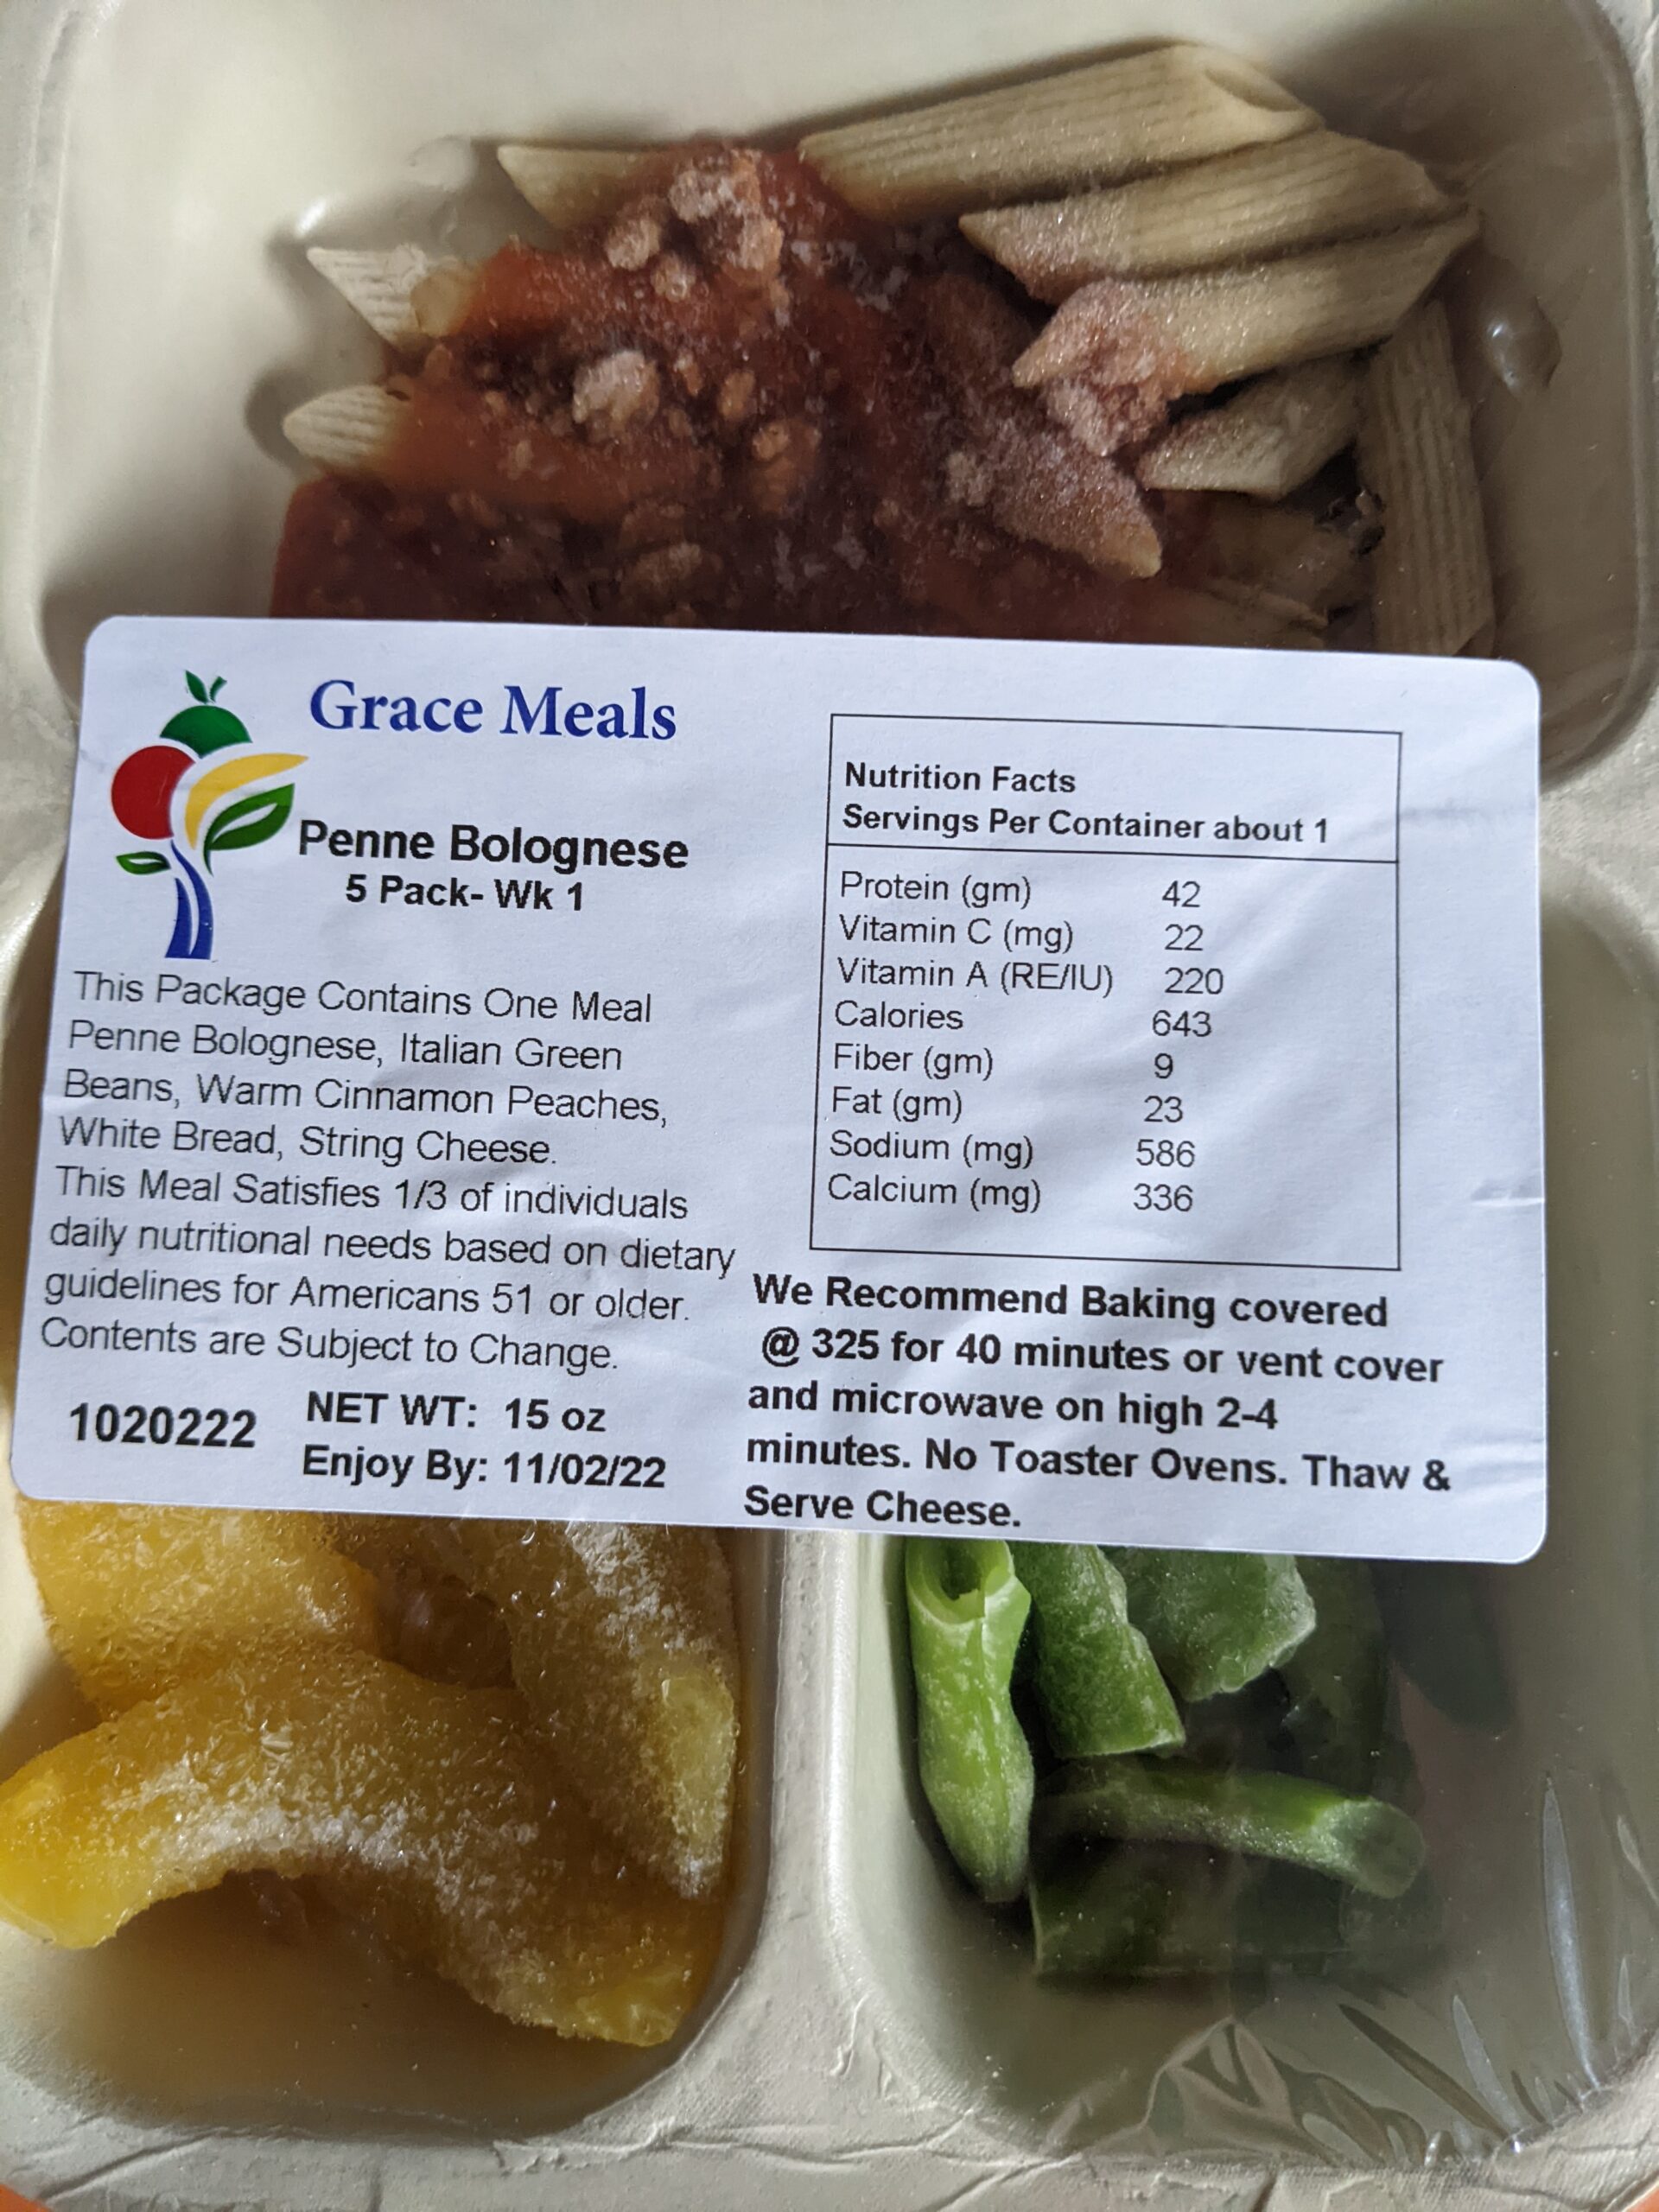 Grace Meals
Penne Bolognese
5 Pack- Wk 1
This Package Contains One Meal
Penne Bolognese, Italian Green
Beans, Warm Cinnamon Peaches,
White Bread, String Cheese.
This Meal Satisfies 1/3 of individuals
daily nutritional needs based on dietary
guidelines for Americans 51 or older.
Contents are Subject to Change.
1020222
NET WT: 15 oz
Enjoy By: 11/02/22
Nutrition Facts
Servings Per Container about 1
Protein (gm) 42
Vitamin C (mg) 22
Vitamin A (RE/IU) 220
Calories 643
Fiber (gm) 9
Fat (gm) 23
Sodium (mg) 586
Calcium (mg) 336
We Recommend Baking covered
@ 325 for 40 minutes or vent cover
and microwave on high 2-4
minutes. No Toaster Ovens. Thaw &
Serve Cheese.